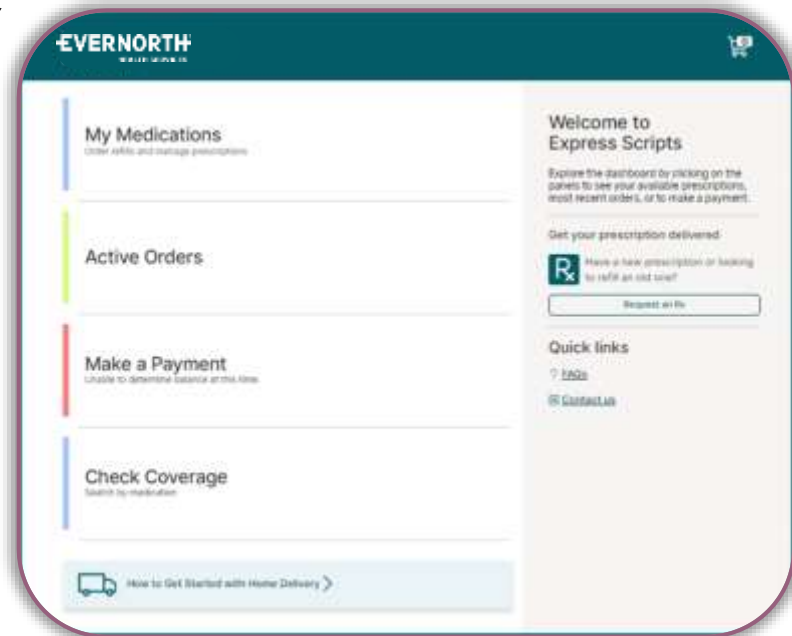 EVERNORTH
My Medications
Order refills and manage prescriptions
Active Orders
Make a Payment
Unable to determine balance at this time
Check Coverage
Search by medication
How to Get Started with Home Delivery
Welcome to
Express Scripts
Explore the dashboard by clicking on the
panels to see your available prescriptions,
most recent orders, or to make a payment.
Get your prescription delivered
Rx
Have a new prescription or looking
to refill an old one?
Request an Rx
Quick links
FAQs
Contact us